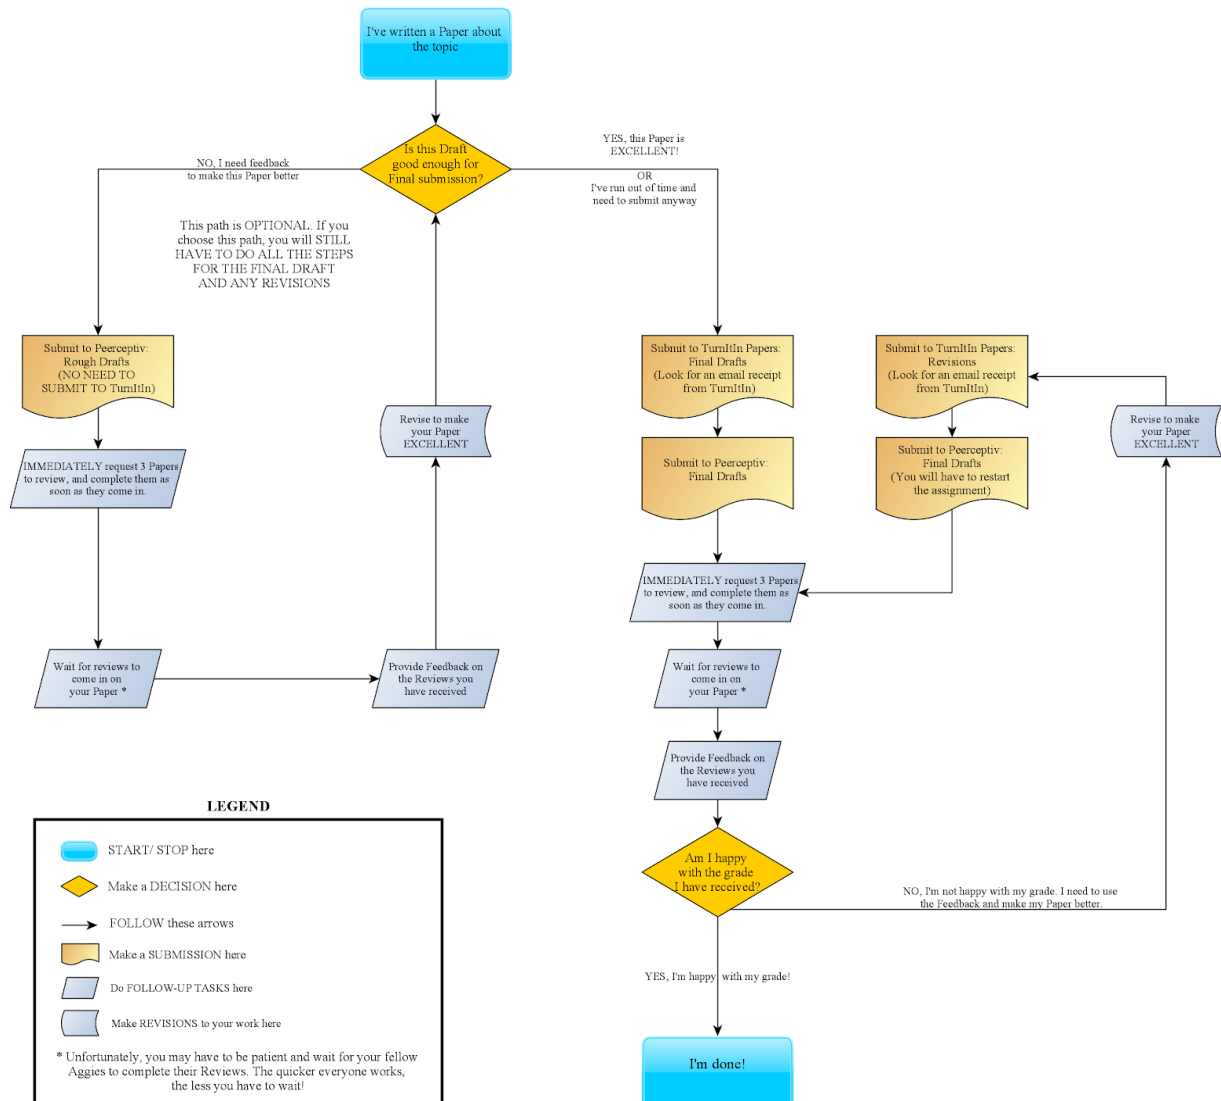 I've written a Paper about
the topic
Is this Draft
good enough for
Final submission?
NO, I need feedback
to make this Paper better
YES, this Paper is
EXCELLENT!
OR
I've run out of time and
need to submit anyway
This path is OPTIONAL. If you
choose this path, you will STILL
HAVE TO DO ALL THE STEPS
FOR THE FINAL DRAFT
AND ANY REVISIONS
Submit to Peerceptiv:
Rough Drafts
(NO NEED TO
SUBMIT TO TurnItIn)
IMMEDIATELY request 3 Papers
to review, and complete them as
soon as they come in.
Wait for reviews to
come in on
your Paper *
Provide Feedback on
the Reviews you
have received
Revise to make
your Paper
EXCELLENT
Submit to TurnItIn Papers:
Final Drafts
(Look for an email receipt
from TurnItIn)
Submit to Peerceptiv:
Final Drafts
Submit to TurnItIn Papers:
Revisions
(Look for an email receipt
from TurnItIn)
Submit to Peerceptiv:
Final Drafts
(You will have to restart
the assignment)
Revise to make
your Paper
EXCELLENT
IMMEDIATELY request 3 Papers
to review, and complete them as
soon as they come in.
Wait for reviews to
come in on
your Paper *
Provide Feedback on
the Reviews you
have received
Am I happy
with the grade
I have received?
NO, I'm not happy with my grade. I need to use
the Feedback and make my Paper better.
YES, I'm happy with my grade!
I'm done!
LEGEND
START/ STOP here
Make a DECISION here
FOLLOW these arrows
Make a SUBMISSION here
Do FOLLOW-UP TASKS here
Make REVISIONS to your work here
* Unfortunately, you may have to be patient and wait for your fellow
Aggies to complete their Reviews. The quicker everyone works,
the less you have to wait!